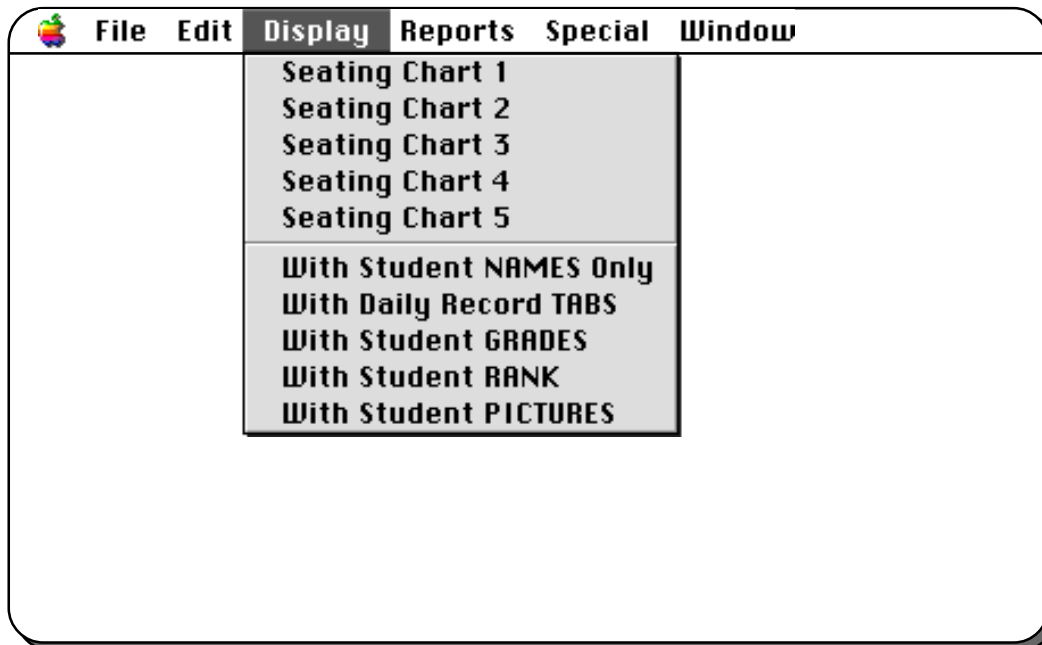 File Edit Display Reports Special Window
Seating Chart 1
Seating Chart 2
Seating Chart 3
Seating Chart 4
Seating Chart 5
With Student NAMES Only
With Daily Record TABS
With Student GRADES
With Student RANK
With Student PICTURES